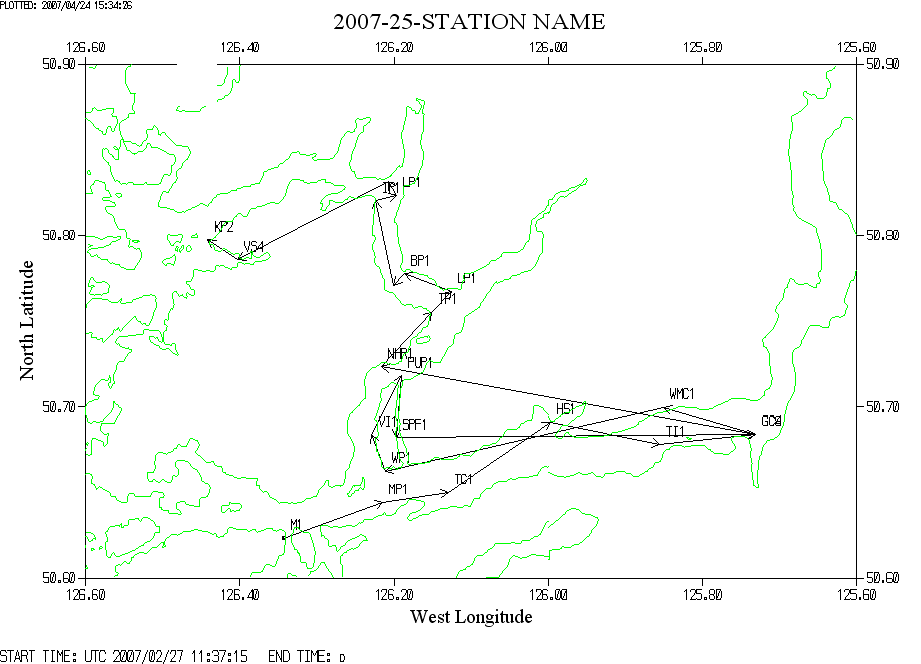 PLOTTED: 2007/04/24 15:34:26
2007-25-STATION NAME
126.60 126.40 126.20 126.00 125.80 125.60
50.90 50.90
LP1
KP2
VS4
50.80 50.80
BP1
LP1
TP1
North Latitude
NHR1
PUP1
WMC1
50.70 HS1 50.70
VI1 SPF1 TI1
WP1
TC1
MP1
M1
50.60 50.60
126.60 126.40 126.20 126.00 125.80 125.60
West Longitude
START TIME: UTC 2007/02/27 11:37:15 END TIME: 0